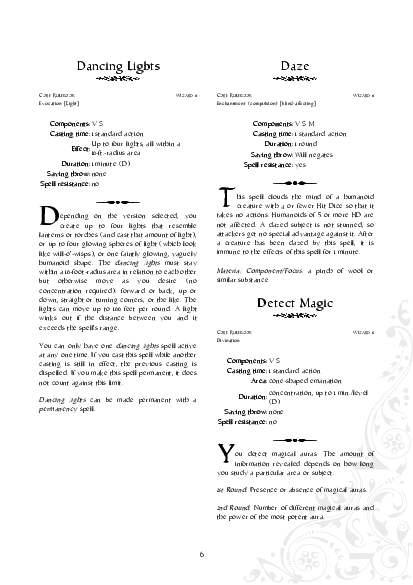 Dancing Lights
Core Rulebook Wizard 0
Evocation [Light]
Components: V S
Casting time: 1 standard action
Effect: Up to four lights, all within a
10-ft.-radius area
Duration: 1 minute (D)
Saving throw: none
Spell resistance: no
Depending on the version selected, you
create up to four lights that resemble
lanterns or torches (and cast that amount of light),
or up to four glowing spheres of light (which look
like will-o'-wisps), or one faintly glowing, vaguely
humanoid shape. The dancing lights must stay
within a 10-foot-radius area in relation to each other
but otherwise move as you desire (no
concentration required): forward or back, up or
down, straight or turning corners, or the like. The
lights can move up to 100 feet per round. A light
winks out if the distance between you and it
exceeds the spell's range.
You can only have one dancing lights spell active
at any one time. If you cast this spell while another
casting is still in effect, the previous casting is
dispelled. If you make this spell permanent, it does
not count against this limit.
Dancing lights can be made permanent with a
permanency spell.
Daze
Core Rulebook Wizard 0
Enchantment (compulsion) [Mind-affecting]
Components: V S M
Casting time: 1 standard action
Duration: 1 round
Saving throw: Will negates
Spell resistance: yes
This spell clouds the mind of a humanoid
creature with 4 or fewer Hit Dice so that it
takes no actions. Humanoids of 5 or more HD are
not affected. A dazed subject is not stunned, so
attackers get no special advantage against it. After
a creature has been dazed by this spell, it is
immune to the effects of this spell for 1 minute.
Material Component/Focus: a pinch of wool or
similar substance
Detect Magic
Core Rulebook Wizard 0
Divination
Components: V S
Casting time: 1 standard action
Area: cone-shaped emanation
Duration: concentration, up to 1 min./level
(D)
Saving throw: none
Spell resistance: no
You detect magical auras. The amount of
information revealed depends on how long
you study a particular area or subject.
1st Round: Presence or absence of magical auras.
2nd Round: Number of different magical auras and
the power of the most potent aura.
6